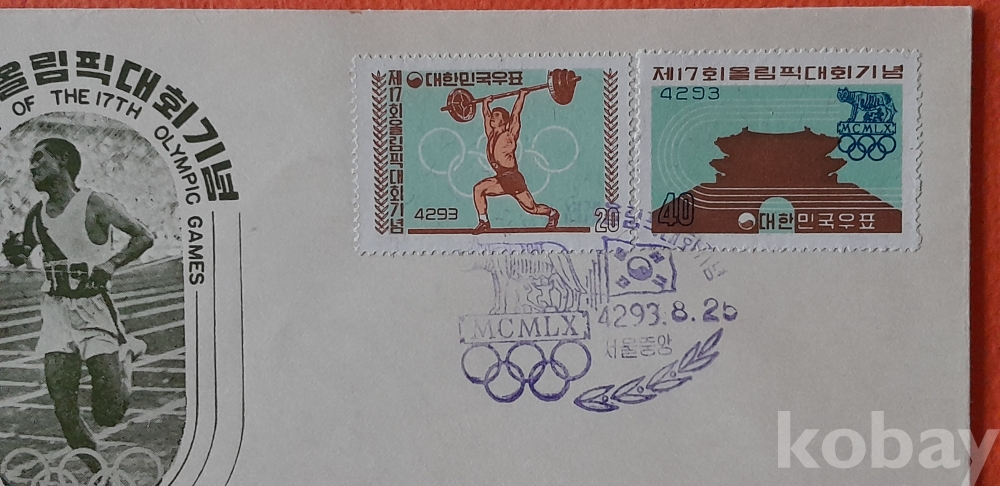 올림픽대회기념
OF THE 17TH OLYMPIC GAMES
제17회올림픽대회기념
대한민국우표
4293
20
제17회올림픽대회기념
4293
MCMLX
40
대한민국우표
MCMLX
4293.8.25
서울중앙
kobay